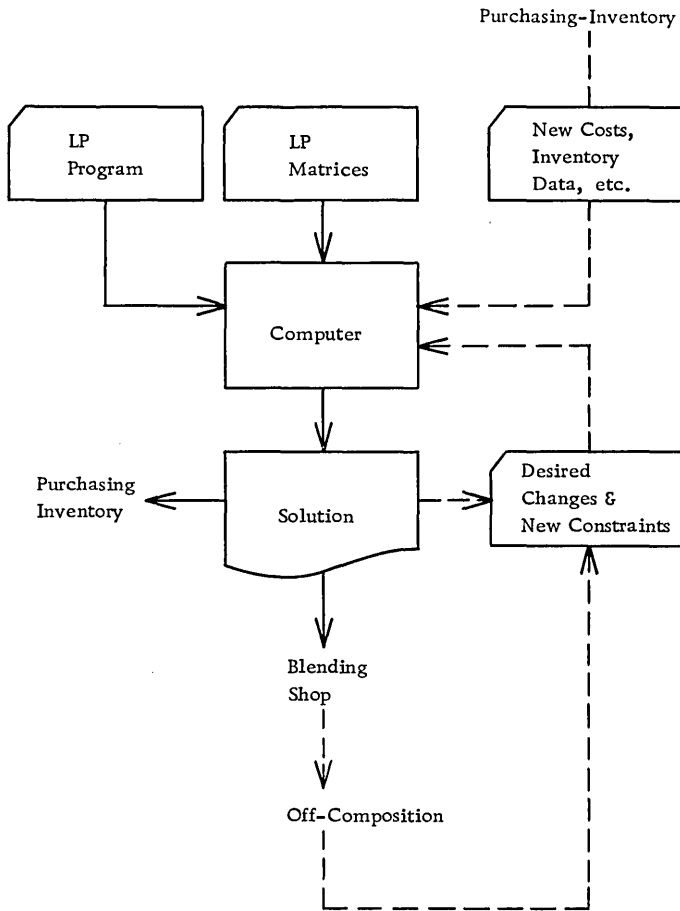 Purchasing-Inventory
LP
Program
LP
Matrices
New Costs,
Inventory
Data, etc.
Computer
Purchasing
Inventory
Solution
Desired
Changes &
New Constraints
Blending
Shop
Off-Composition